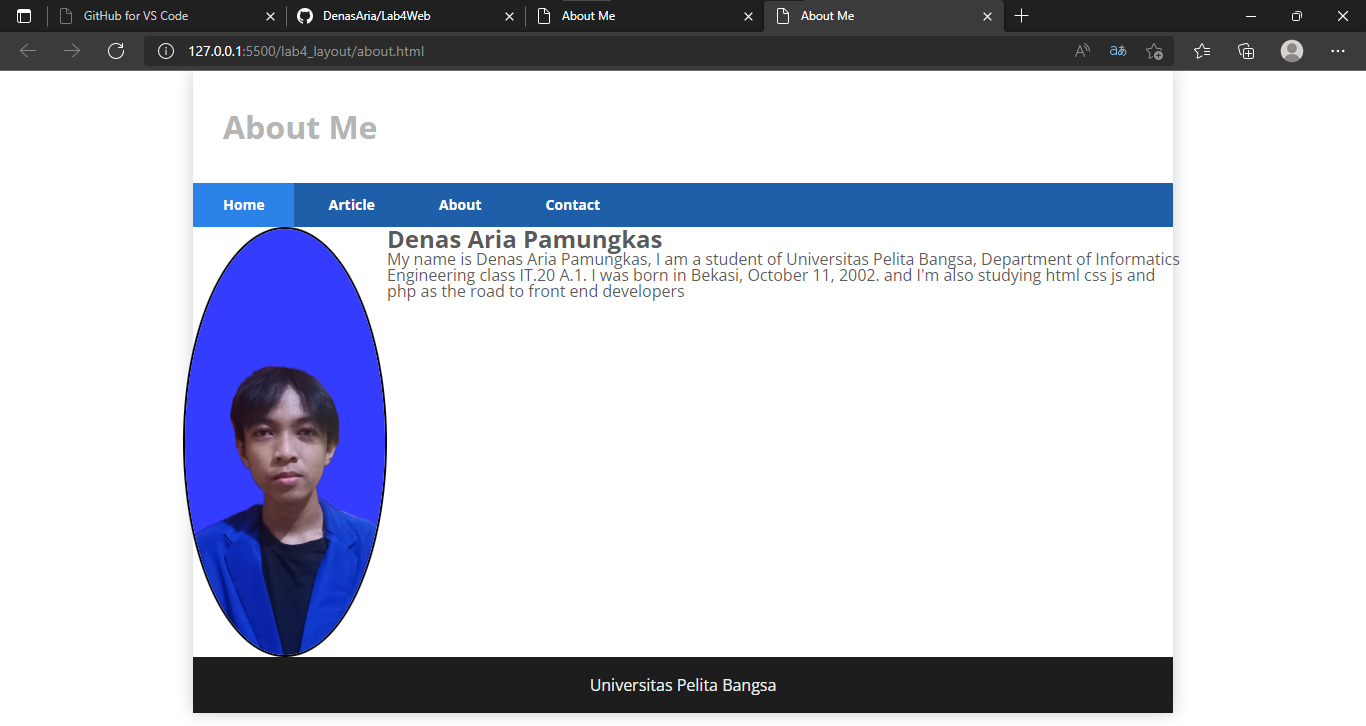 GitHub for VS Code
DenasAria/Lab4Web
About Me
About Me
127.0.0.1:5500/lab4_layout/about.html
About Me
Home Article About Contact
Denas Aria Pamungkas
My name is Denas Aria Pamungkas, I am a student of Universitas Pelita Bangsa, Department of Informatics
Engineering class IT.20 A.1. I was born in Bekasi, October 11, 2002. and I'm also studying html css js and
php as the road to front end developers
Universitas Pelita Bangsa